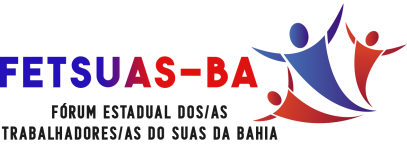 FETSUAS-BA
FÓRUM ESTADUAL DOS/AS
TRABALHADORES/AS DO SUAS DA BAHIA